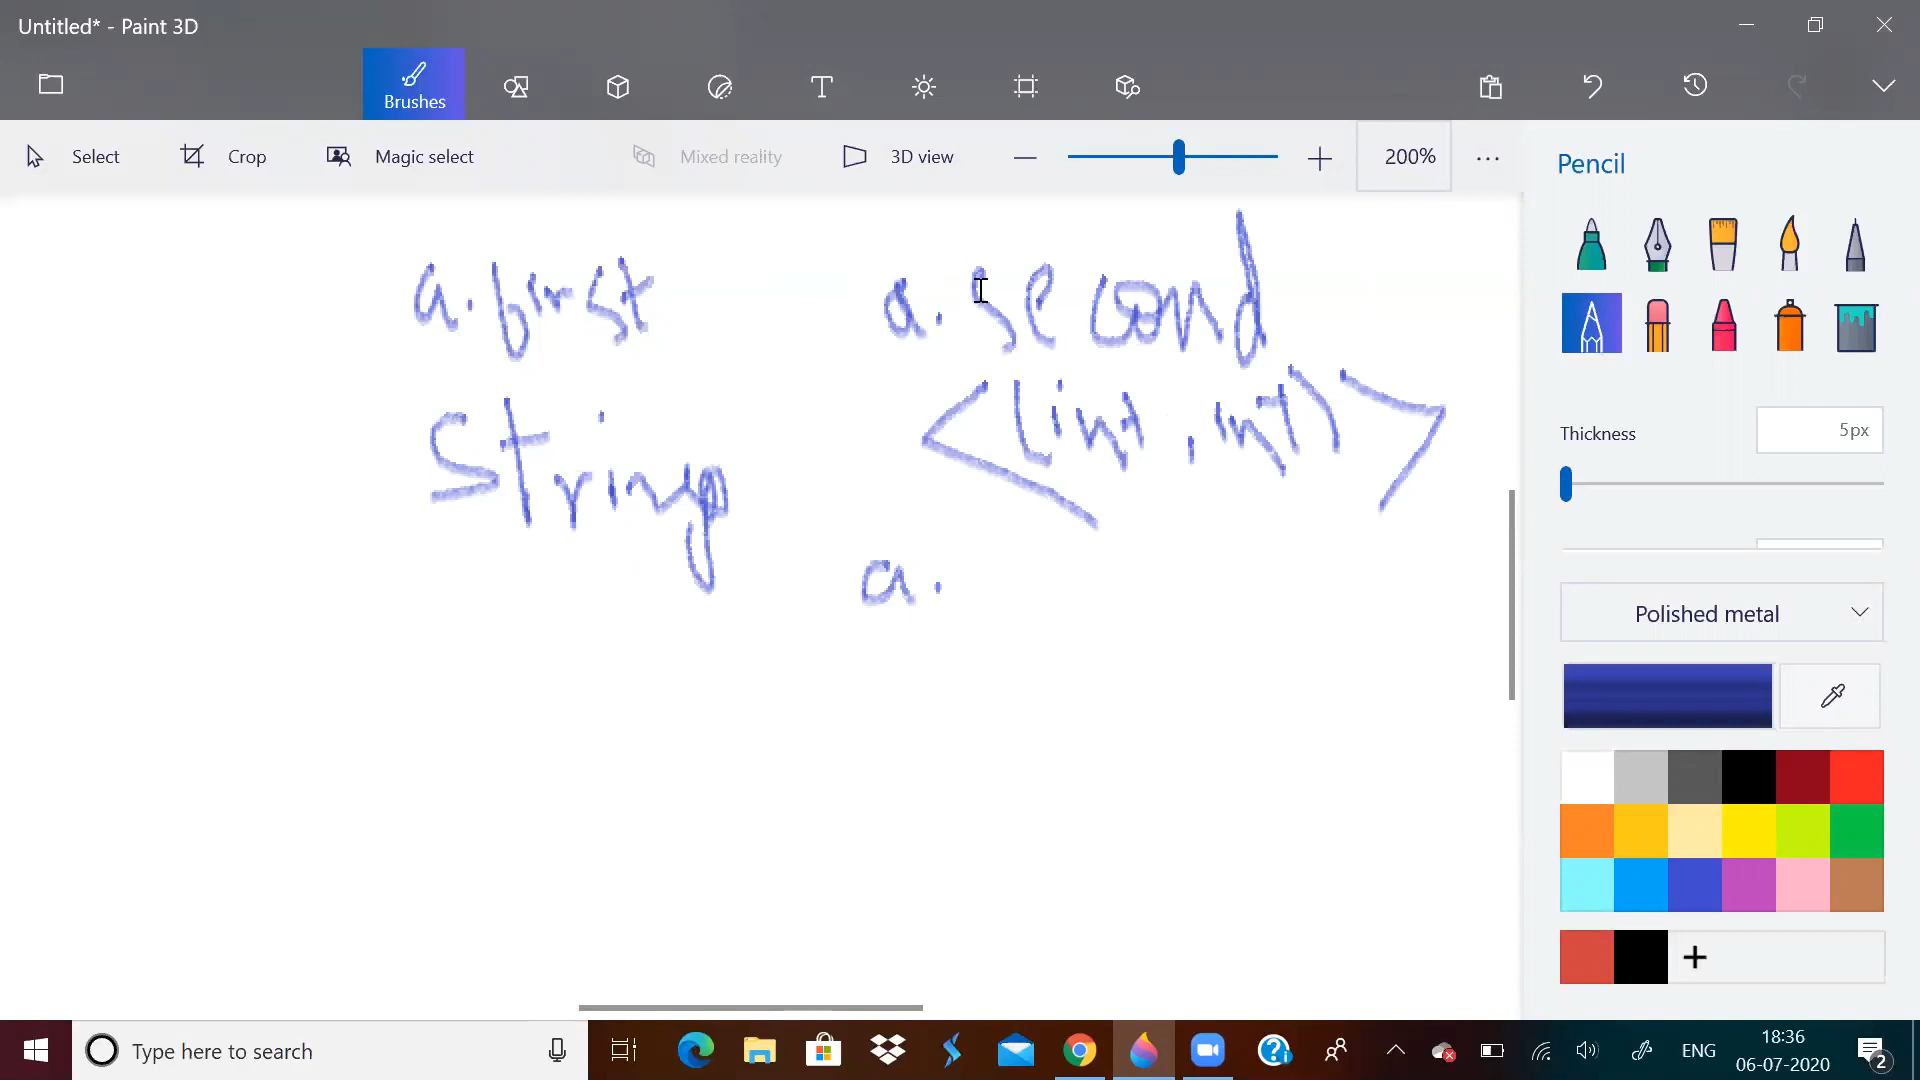 Untitled* - Paint 3D
Brushes
Select Crop Magic select Mixed reality 3D view 200%
Pencil
a.first a.second
String <(int,int)>
a.
Thickness 5px
Polished metal
Type here to search
ENG
18:36
06-07-2020
2